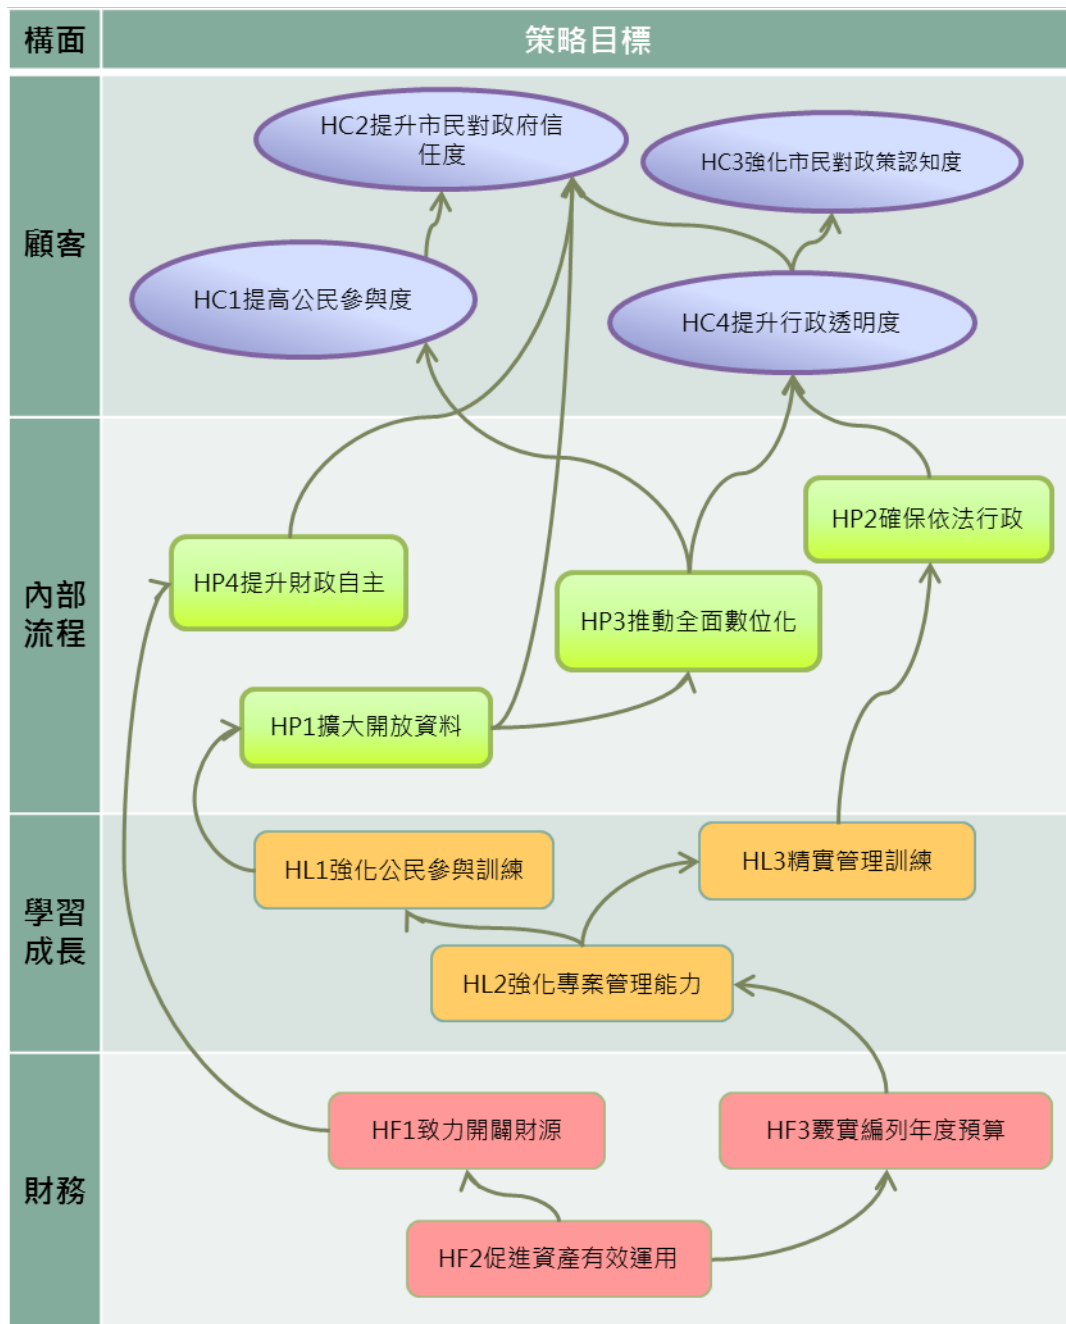 構面
策略目標
顧客
HC2提升市民對政府信
任度
HC3強化市民對政策認知度
HC1提高公民參與度
HC4提升行政透明度
內部
流程
HP2確保依法行政
HP4提升財政自主
HP3推動全面數位化
HP1擴大開放資料
學習
成長
HL1強化公民參與訓練
HL3精實管理訓練
HL2強化專案管理能力
財務
HF1致力開闢財源
HF3覈實編列年度預算
HF2促進資產有效運用